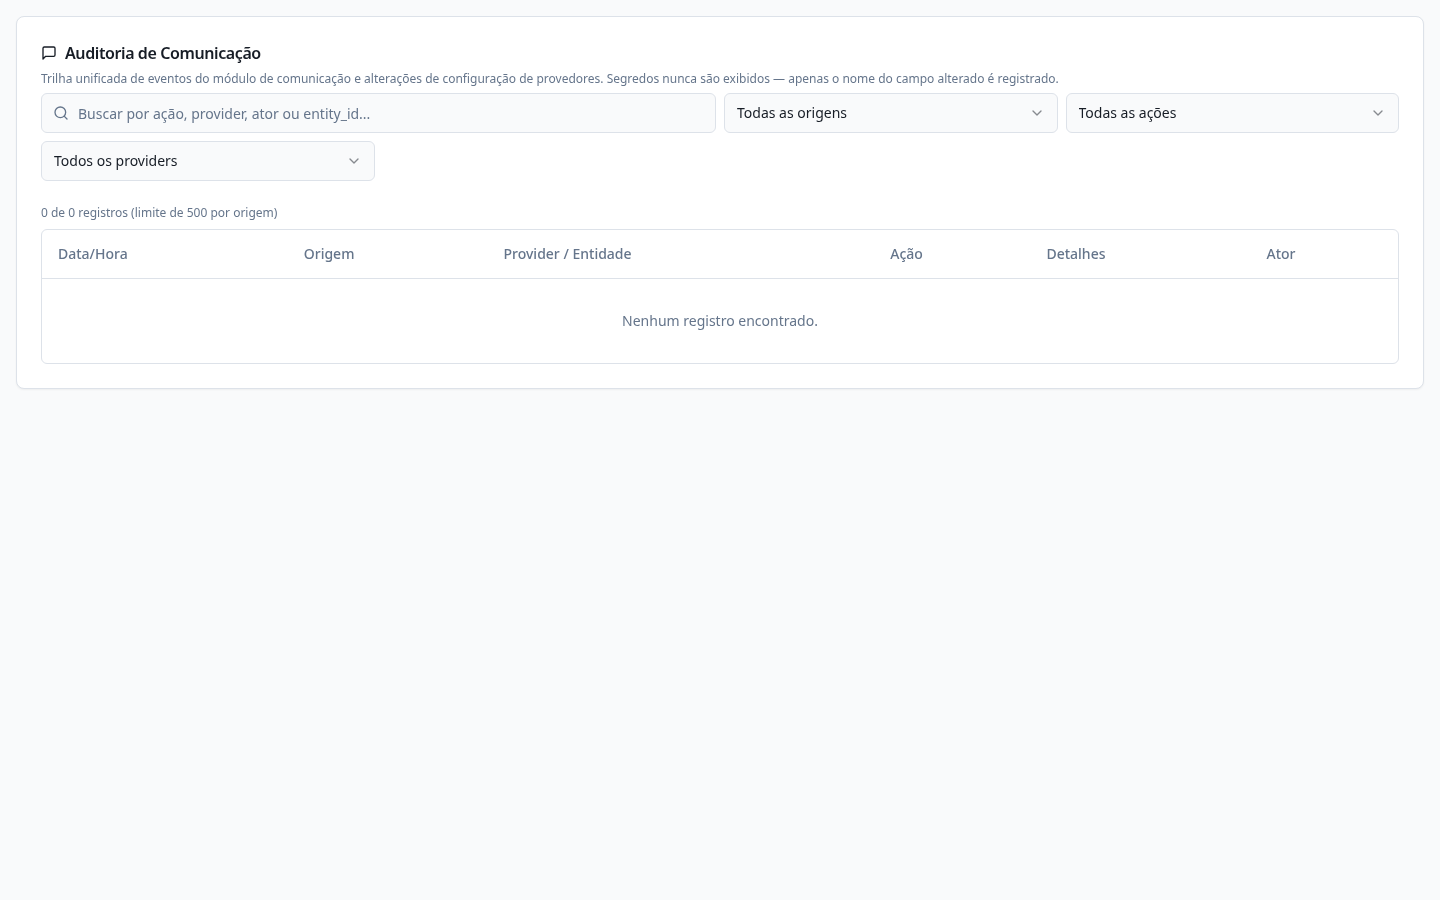 Auditoria de Comunicação
Trilha unificada de eventos do módulo de comunicação e alterações de configuração de provedores. Segredos nunca são exibidos — apenas o nome do campo alterado é registrado.
Buscar por ação, provider, ator ou entity_id...
Todas as origens
Todas as ações
Todos os providers
0 de 0 registros (limite de 500 por origem)
Data/Hora Origem Provider / Entidade Ação Detalhes Ator
Nenhum registro encontrado.